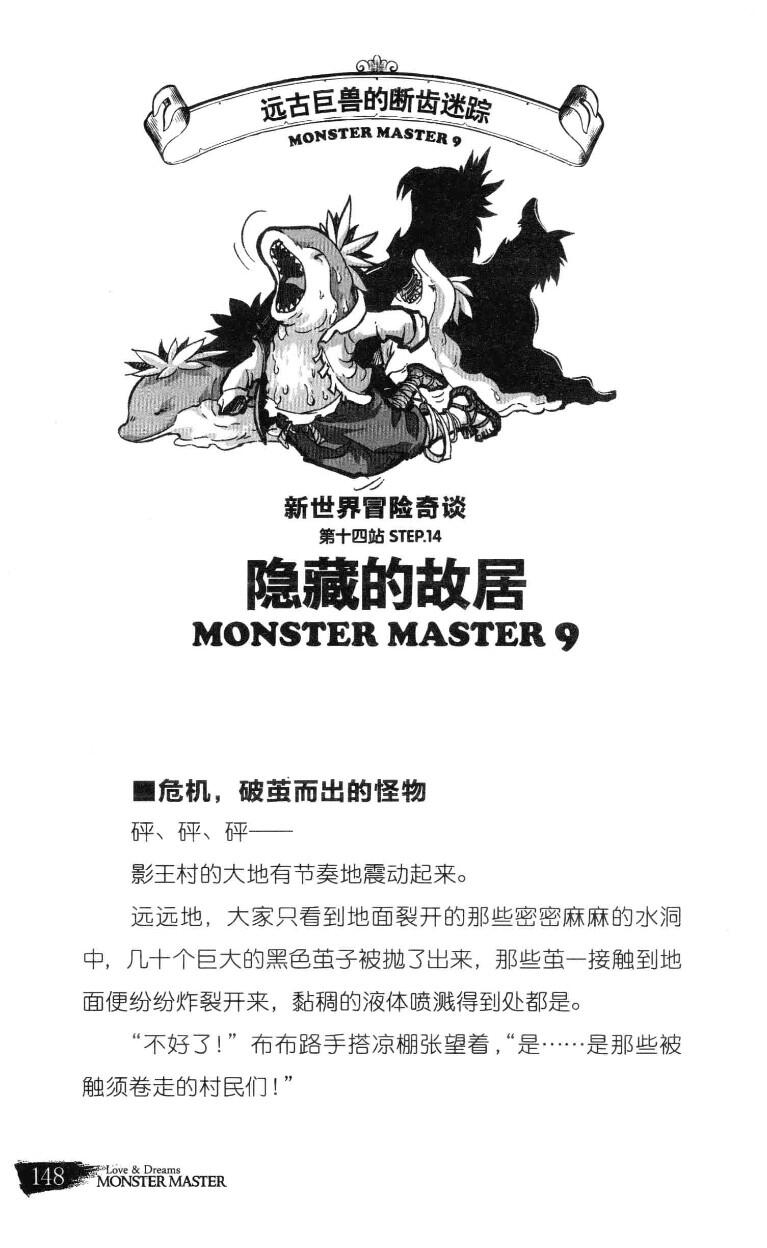 远古巨兽的断齿迷踪
MONSTER MASTER 9
新世界冒险奇谈
第十四站 STEP.14
隐藏的故居
MONSTER MASTER 9
■危机，破茧而出的怪物
砰、砰、砰——
影王村的大地有节奏地震动起来。
远远地，大家只看到地面裂开的那些密密麻麻的水洞
中，几十个巨大的黑色茧子被抛了出来，那些茧一接触到地
面便纷纷炸裂开来，黏稠的液体喷溅得到处都是。
“不好了！”布布路手搭凉棚张望着，“是……是那些被
触须卷走的村民们！”
148
Love & Dreams
MONSTER MASTER